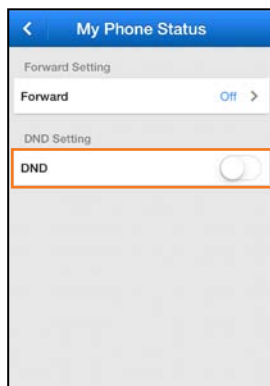 My Phone Status
Forward Setting
Forward Off
DND Setting
DND